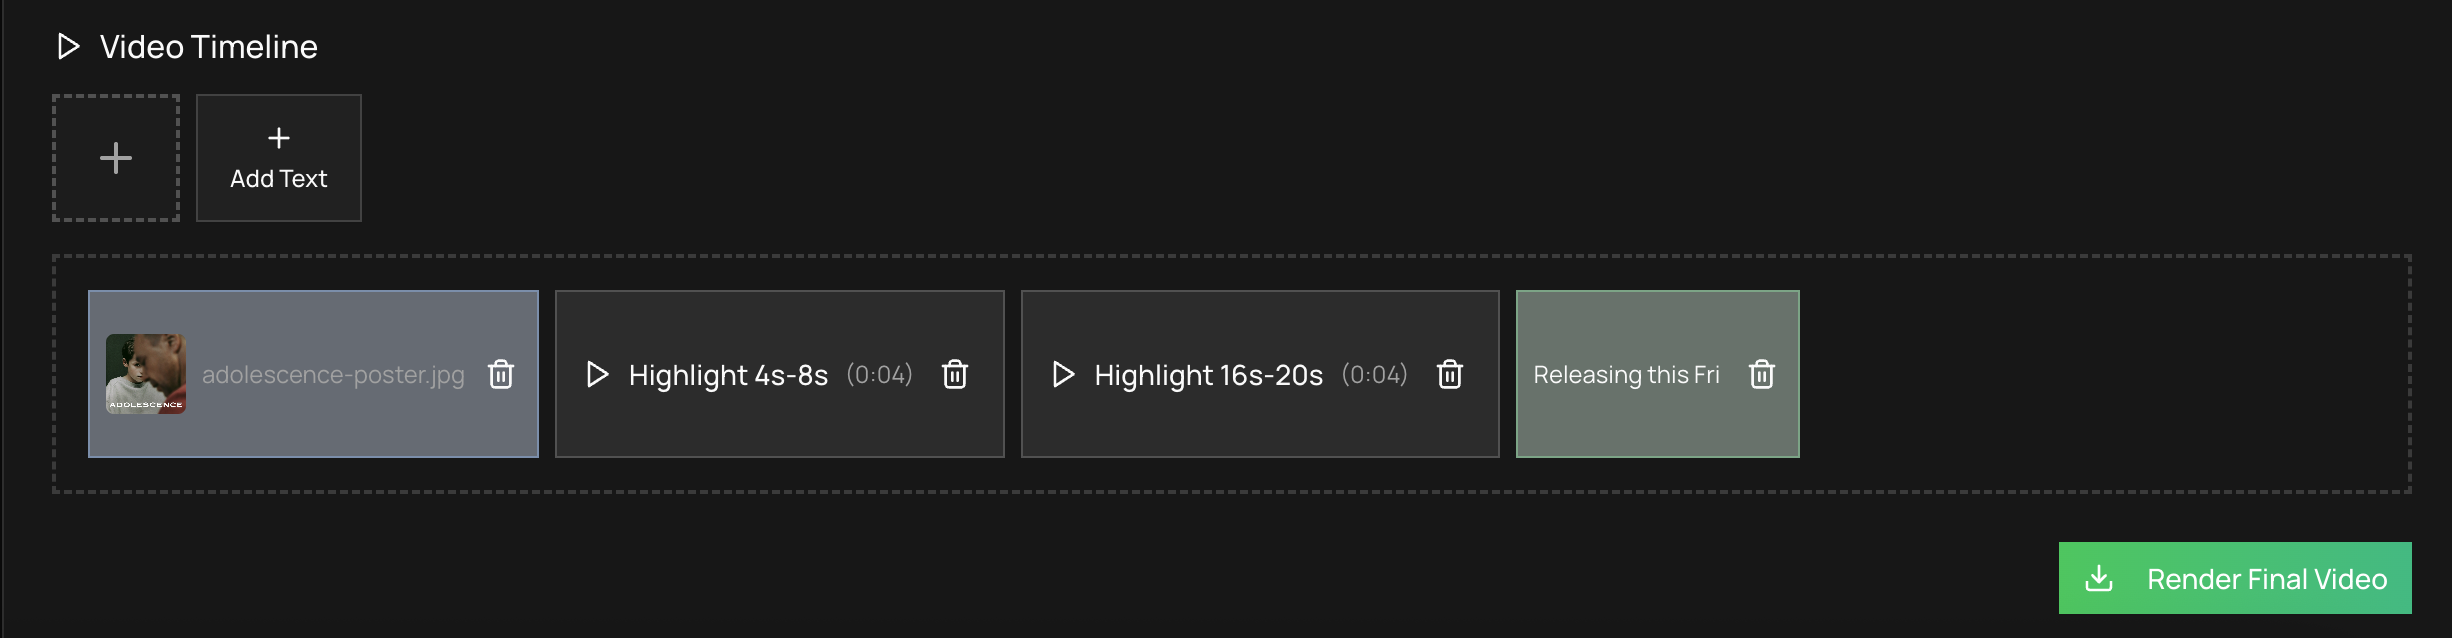 Video Timeline
Add Text
ADOLESCENCE
adolescence-poster.jpg
Highlight 4s-8s (0:04)
Highlight 16s-20s (0:04)
Releasing this Fri
Render Final Video